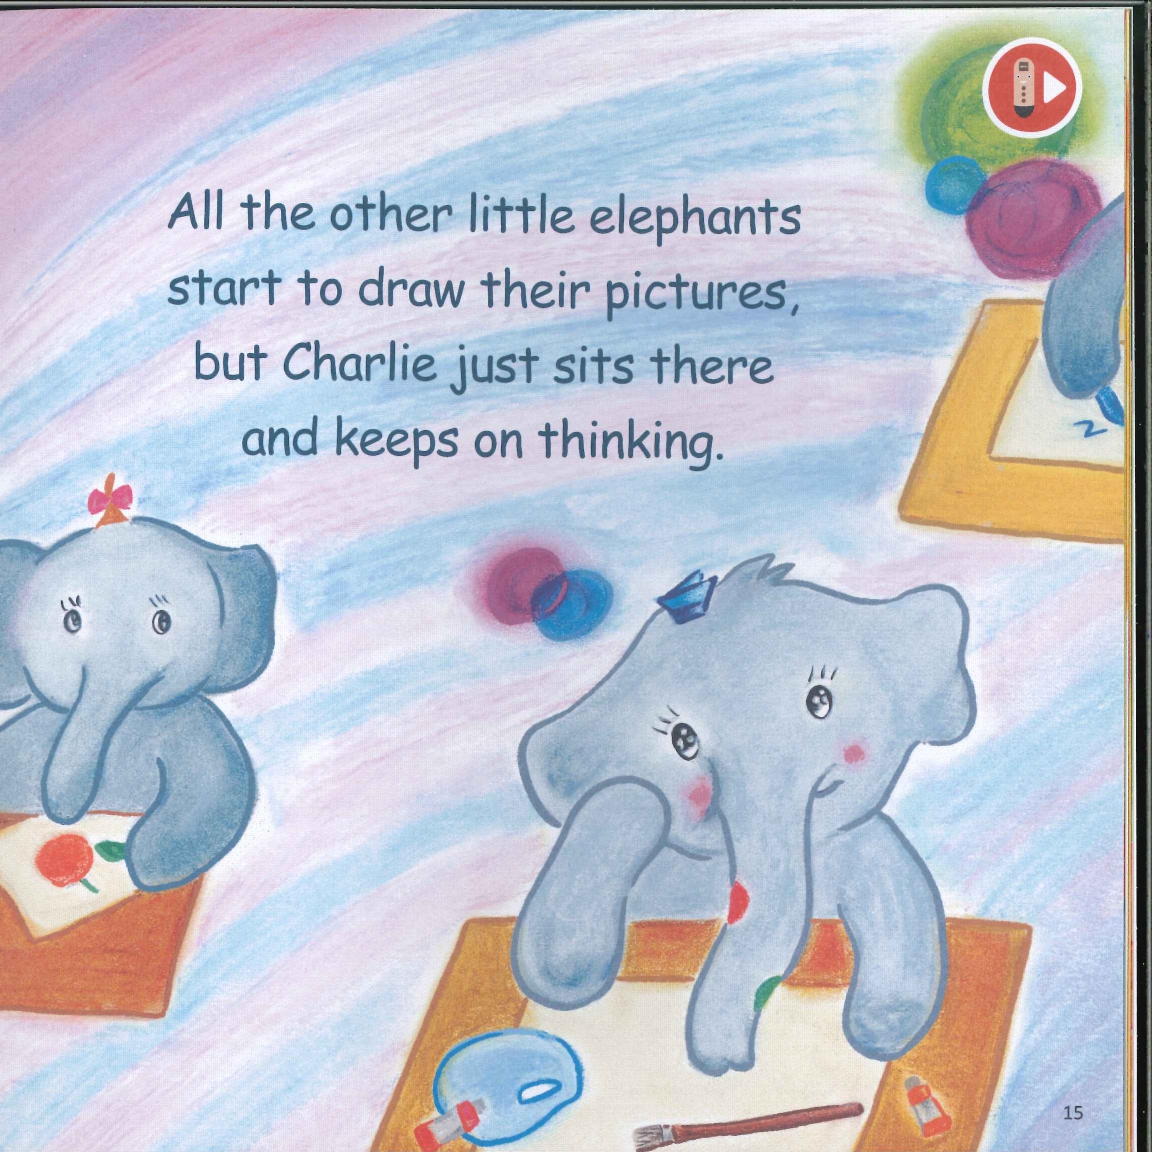 All the other little elephants
start to draw their pictures,
but Charlie just sits there
and keeps on thinking.
15